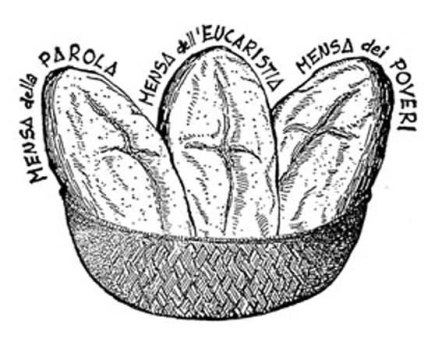 MENSA della PAROLA
MENSA dell'EUCARISTIA
MENSA dei POVERI